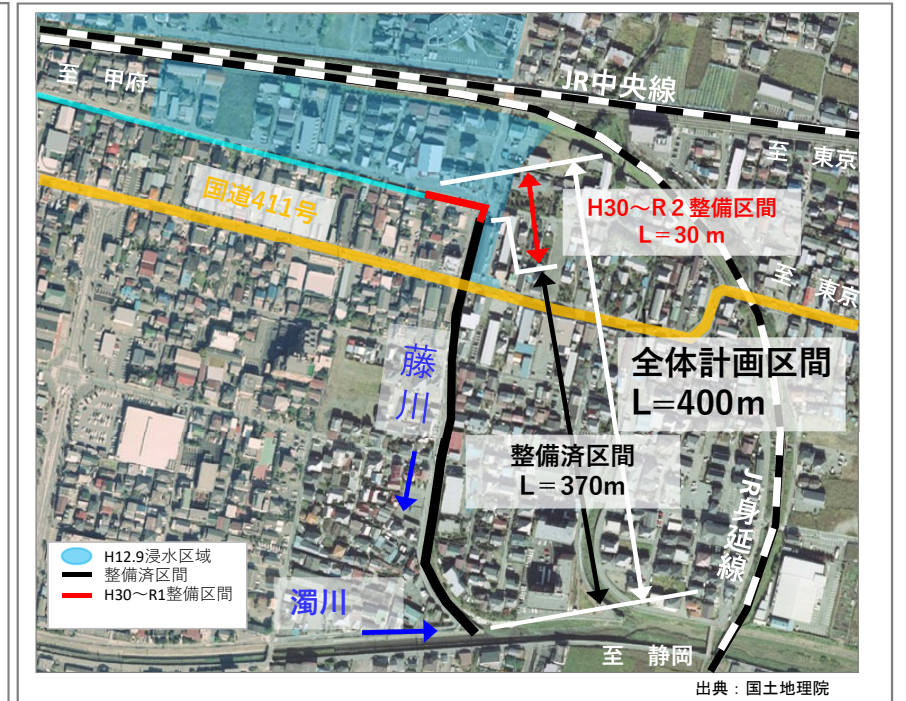 JR中央線
至 甲府
至 東京
国道411号
H30～R２整備区間
L＝30 m
至 東京
全体計画区間
L=400m
藤川
整備済区間
L＝370m
JR身延線
H12.9浸水区域
整備済区間
H30～R1整備区間
濁川
至 静岡
出典：国土地理院